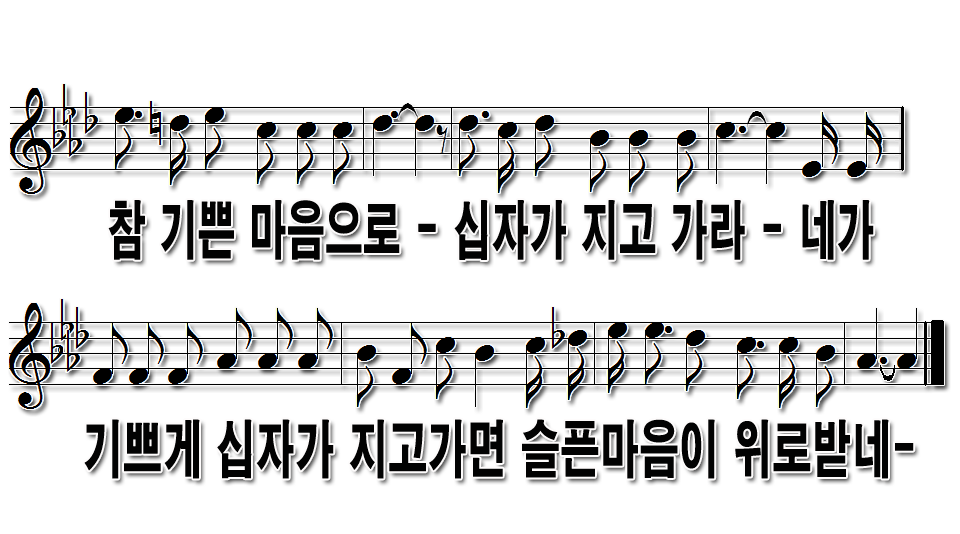 참 기쁜 마음으로 - 십자가 지고 가라 - 네가
기쁘게 십자가 지고가면 슬픈마음이 위로받네-